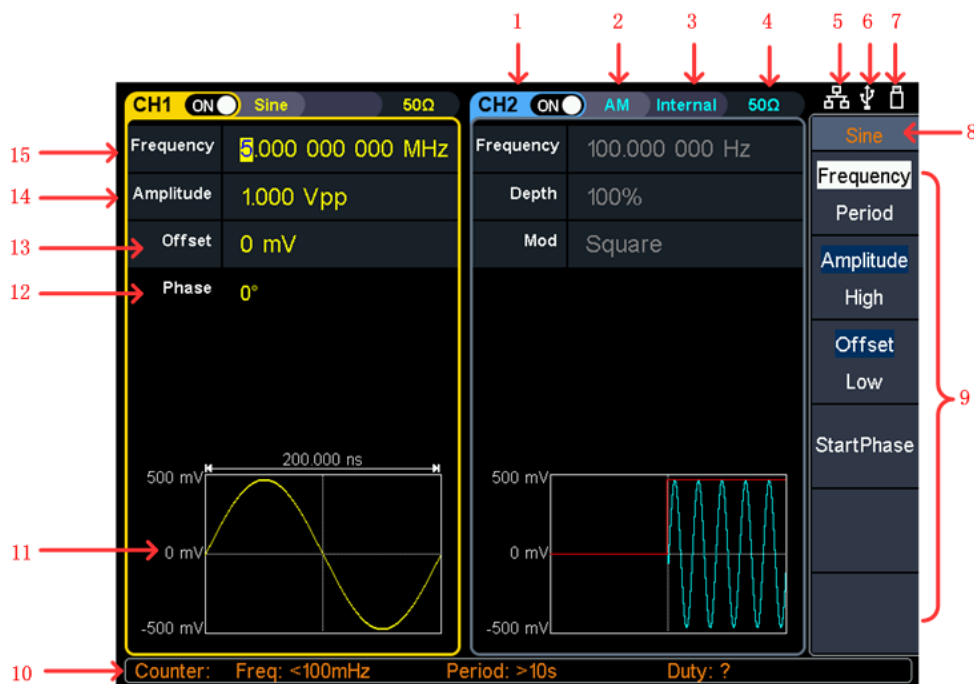 1 2 3 4 5 6 7
CH1 ON Sine 50Ω
CH2 ON AM Internal 50Ω
Sine 8
15 Frequency 5.000 000 000 MHz
14 Amplitude 1.000 Vpp
13 Offset 0 mV
12 Phase 0°
Frequency 100.000 000 Hz
Depth 100%
Mod Square
Frequency
Period
Amplitude
High
Offset
Low
9
StartPhase
200.000 ns
500 mV
11 0 mV
-500 mV
500 mV
0 mV
-500 mV
10 Counter: Freq: <100mHz Period: >10s Duty: ?